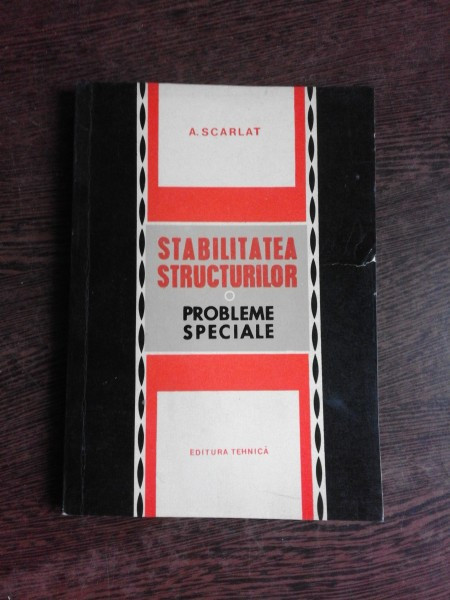 A. SCARLAT
STABILITATEA
STRUCTURILOR
PROBLEME
SPECIALE
EDITURA TEHNICĂ